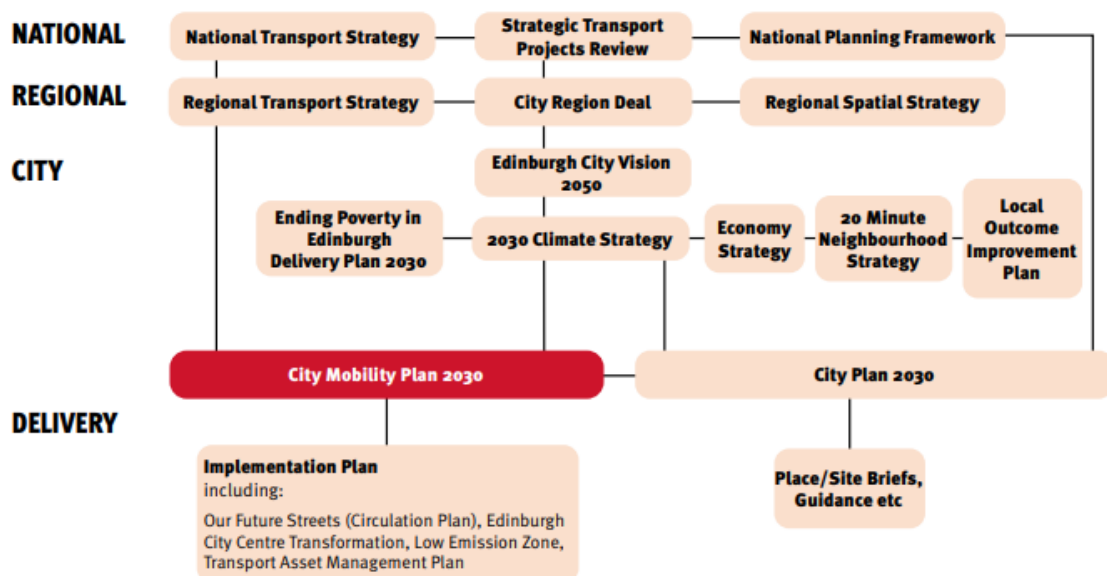 NATIONAL
National Transport Strategy
Strategic Transport
Projects Review
National Planning Framework
REGIONAL
Regional Transport Strategy
City Region Deal
Regional Spatial Strategy
CITY
Edinburgh City Vision
2050
Ending Poverty in
Edinburgh
Delivery Plan 2030
2030 Climate Strategy
Economy
Strategy
20 Minute
Neighbourhood
Strategy
Local
Outcome
Improvement
Plan
City Mobility Plan 2030
City Plan 2030
DELIVERY
Implementation Plan
including:
Our Future Streets (Circulation Plan), Edinburgh
City Centre Transformation, Low Emission Zone,
Transport Asset Management Plan
Place/Site Briefs,
Guidance etc